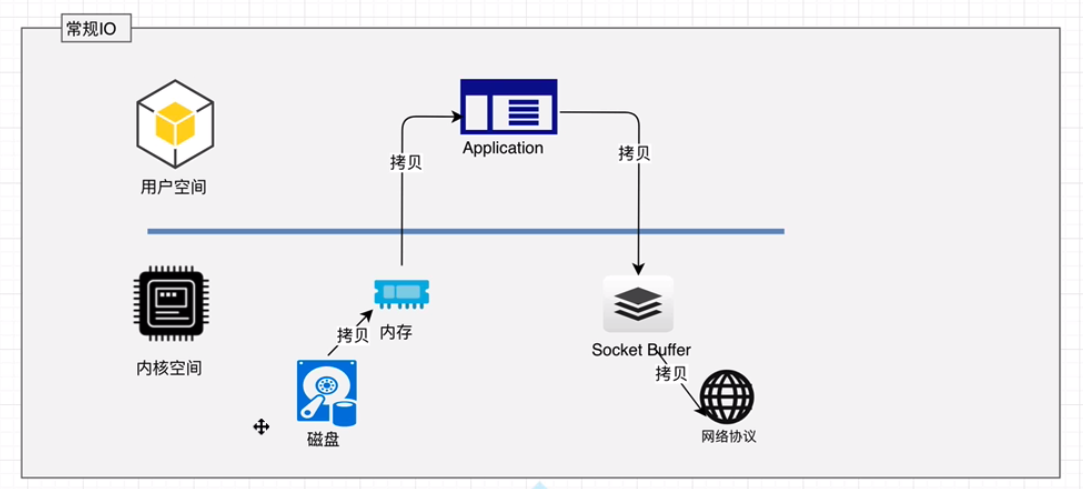 常规IO
Application
拷贝
拷贝
用户空间
内存
拷贝
Socket Buffer
内核空间
拷贝
磁盘
网络协议